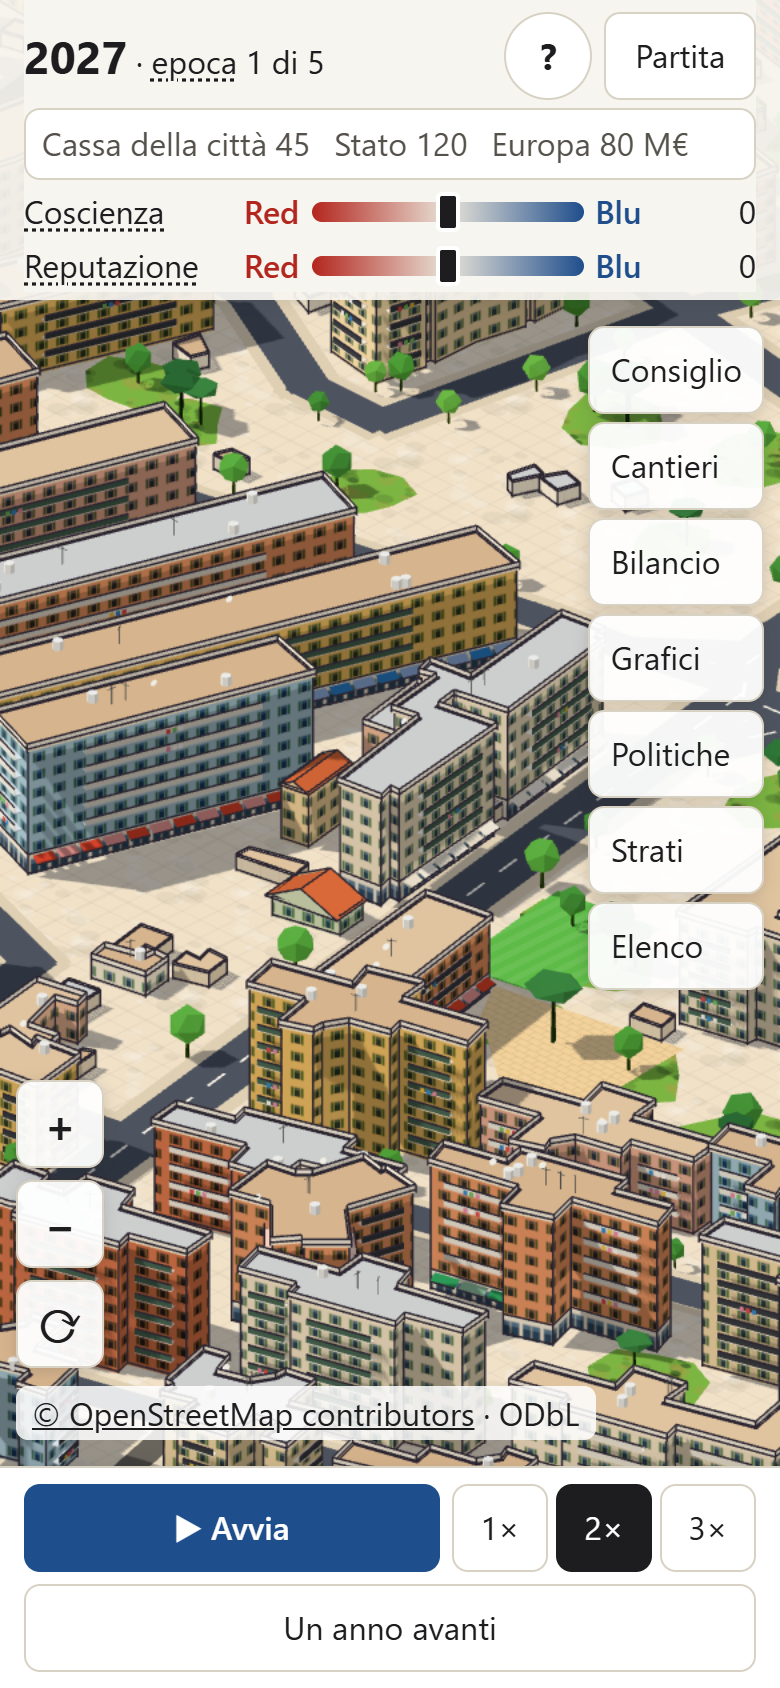 2027 · epoca 1 di 5
?
Partita
Cassa della città 45 Stato 120 Europa 80 M€
Coscienza Red Blu 0
Reputazione Red Blu 0
Consiglio
Cantieri
Bilancio
Grafici
Politiche
Strati
Elenco
+
−
© OpenStreetMap contributors · ODbL
▶ Avvia
1×
2×
3×
Un anno avanti